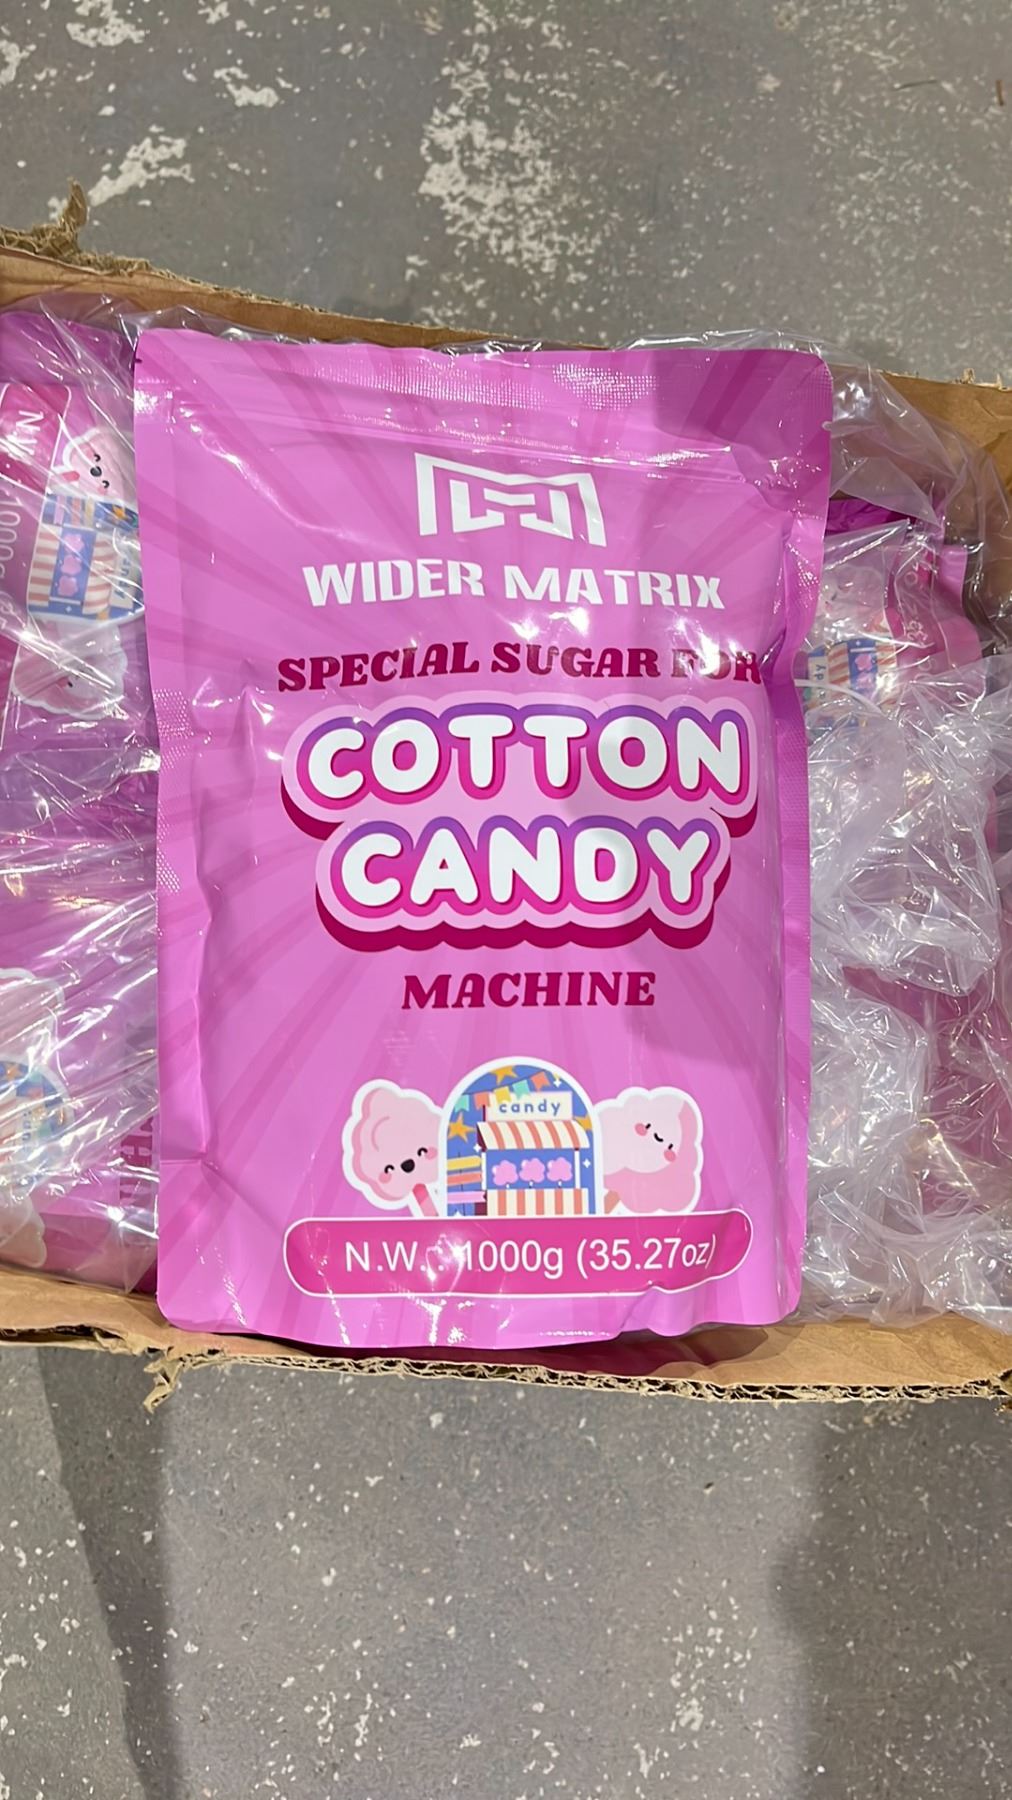 WIDER MATRIX
SPECIAL SUGAR FOR
COTTON
CANDY
MACHINE
candy
N.W. : 1000g (35.27oz)